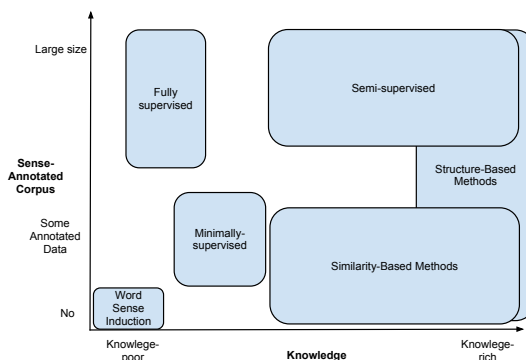 Large size
Fully
supervised
Semi-supervised
Sense-
Annotated
Corpus
Structure-Based
Methods
Some
Annotated
Data
Minimally-
supervised
Similarity-Based Methods
No
Word
Sense
Induction
Knowlege-
poor
Knowledge
Knowlege-
rich